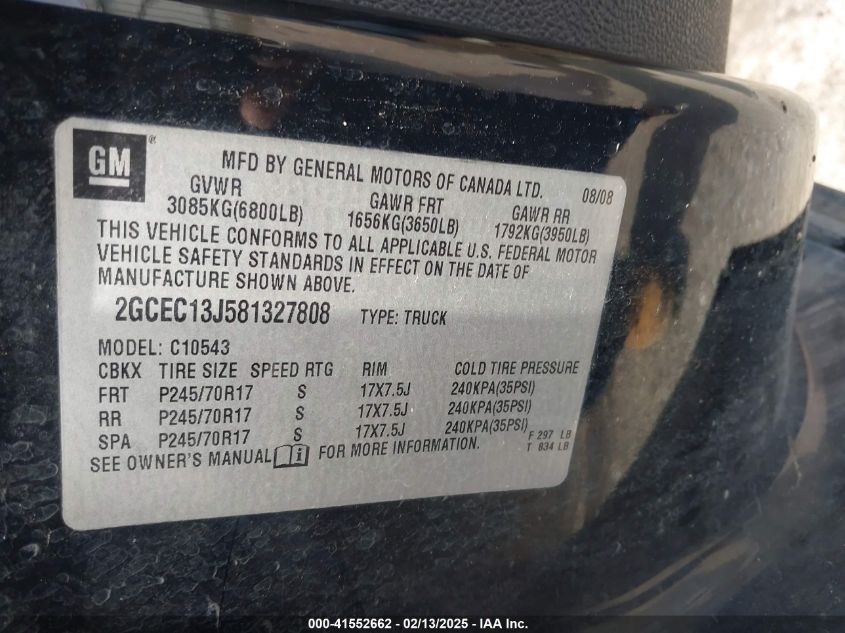 GM ®
MFD BY GENERAL MOTORS OF CANADA LTD. 08/08
GVWR GAWR FRT GAWR RR
3085KG(6800LB) 1656KG(3650LB) 1792KG(3950LB)
THIS VEHICLE CONFORMS TO ALL APPLICABLE U.S. FEDERAL MOTOR
VEHICLE SAFETY STANDARDS IN EFFECT ON THE DATE OF
MANUFACTURE SHOWN ABOVE.
2GCEC13J581327808 TYPE: TRUCK
MODEL: C10543
CBKX TIRE SIZE SPEED RTG RIM COLD TIRE PRESSURE
FRT P245/70R17 S 17X7.5J 240KPA(35PSI)
RR P245/70R17 S 17X7.5J 240KPA(35PSI)
SPA P245/70R17 S 17X7.5J 240KPA(35PSI)
F 297 LB
T 834 LB
SEE OWNER'S MANUAL i FOR MORE INFORMATION.
000-41552662 - 02/13/2025 - IAA Inc.